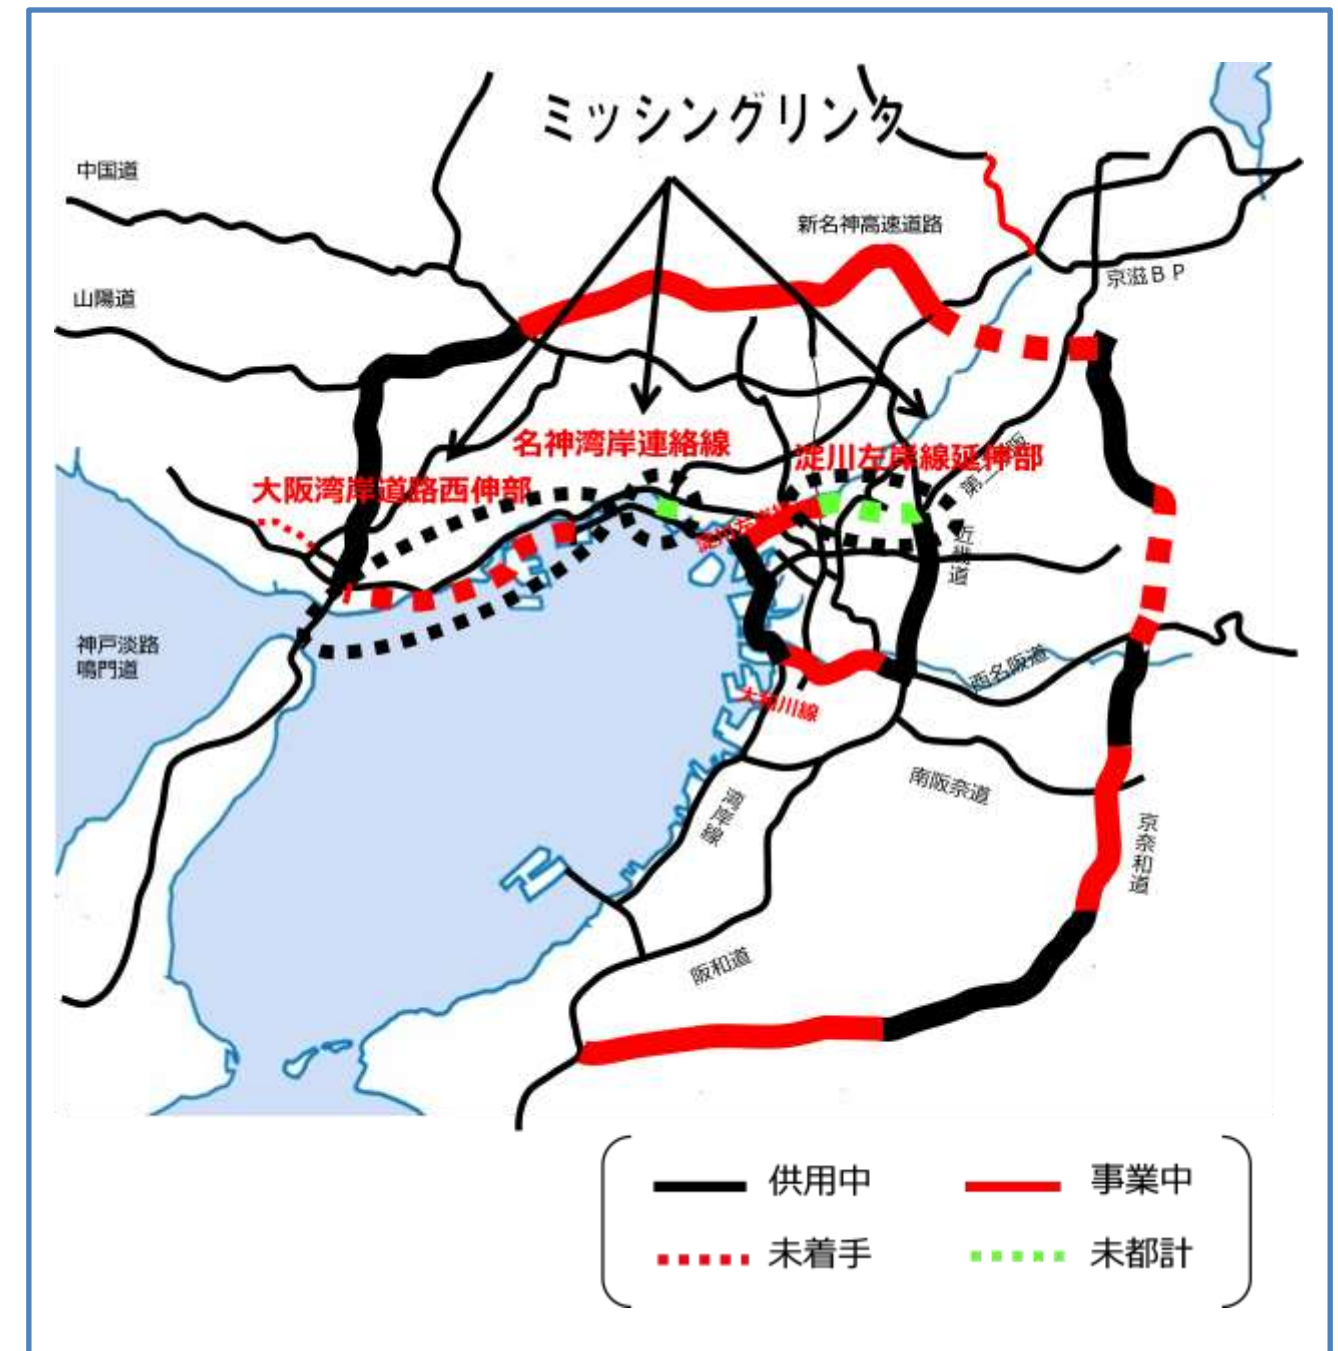 ミッシングリンク
中国道
新名神高速道路
京滋ＢＰ
山陽道
名神湾岸連絡線
淀川左岸線延伸部
第二京阪
大阪湾岸道路西伸部
淀川左岸線
近畿道
神戸淡路
鳴門道
西名阪道
大和川線
南阪奈道
湾岸線
京奈和道
阪和道
供用中
事業中
未着手
未都計